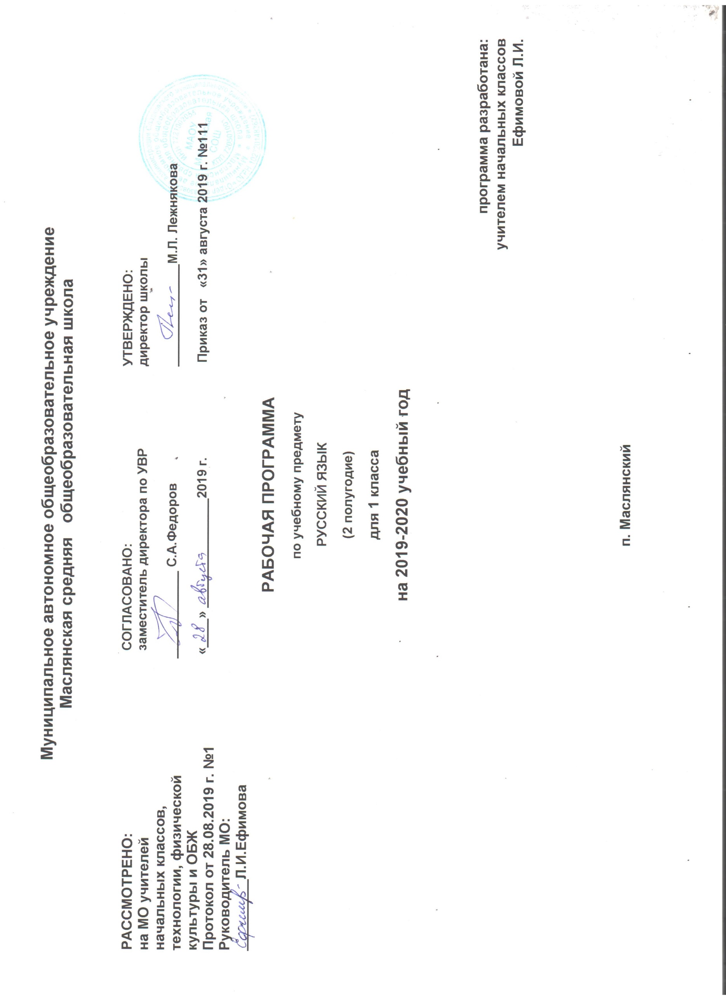 Муниципальное автономное общеобразовательное учреждение
Маслянская средняя общеобразовательная школа
РАССМОТРЕНО:
на МО учителей
начальных классов,
технологии, физической
культуры и ОБЖ
Протокол от 28.08.2019 г. №1
Руководитель МО:
Л.И.Ефимова
СОГЛАСОВАНО:
заместитель директора по УВР
С.А.Федоров
« 28 » августа 2019 г.
УТВЕРЖДЕНО:
директор школы
М.Л. Лежнякова
Приказ от «31» августа 2019 г. №111
МАОУ
СОШ
РАБОЧАЯ ПРОГРАММА
по учебному предмету
РУССКИЙ ЯЗЫК
(2 полугодие)
для 1 класса
на 2019-2020 учебный год
программа разработана:
учителем начальных классов
Ефимовой Л.И.
п. Маслянский